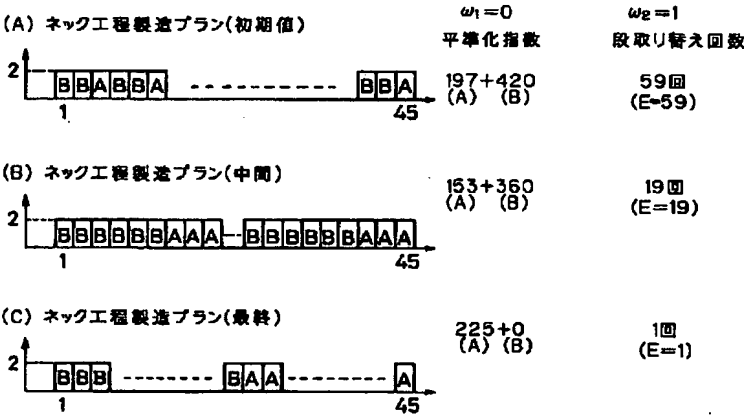 ω₁=0 ω₂=1
(A) ネック工程製造プラン(初期値) 平準化指数 段取り替え回数
2 BBABBA BBA 197+420 59回
(A) (B) (E=59)
1 45
(B) ネック工程製造プラン(中間)
153+360 19回
(A) (B) (E=19)
2 BBBBBBAAA BBBBBBAAA
1 45
(C) ネック工程製造プラン(最終)
225+0 1回
(A) (B) (E=1)
2 BBB BAA A
1 45